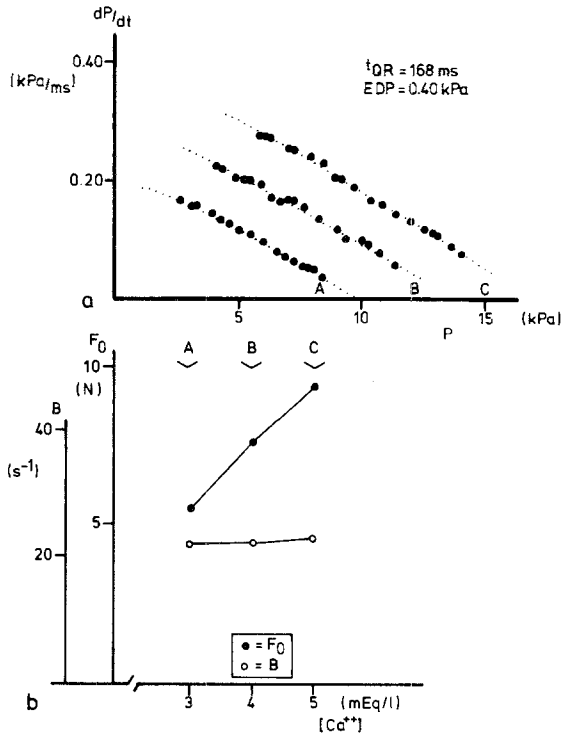 dP/dt
0.40
(kPa/ms)
tQR = 168 ms
EDP = 0.40 kPa
0.20
A B C
a
5 10 15 (kPa)
P
F0
10
(N)
A B C
B
40
(s⁻¹)
5
20
● = F0
○ = B
b
3 4 5 (mEq/l)
[Ca++]